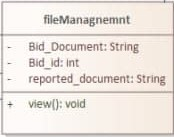 fileManagnemnt
- Bid_Document: String
- Bid_id: int
- reported_document: String
+ view(): void